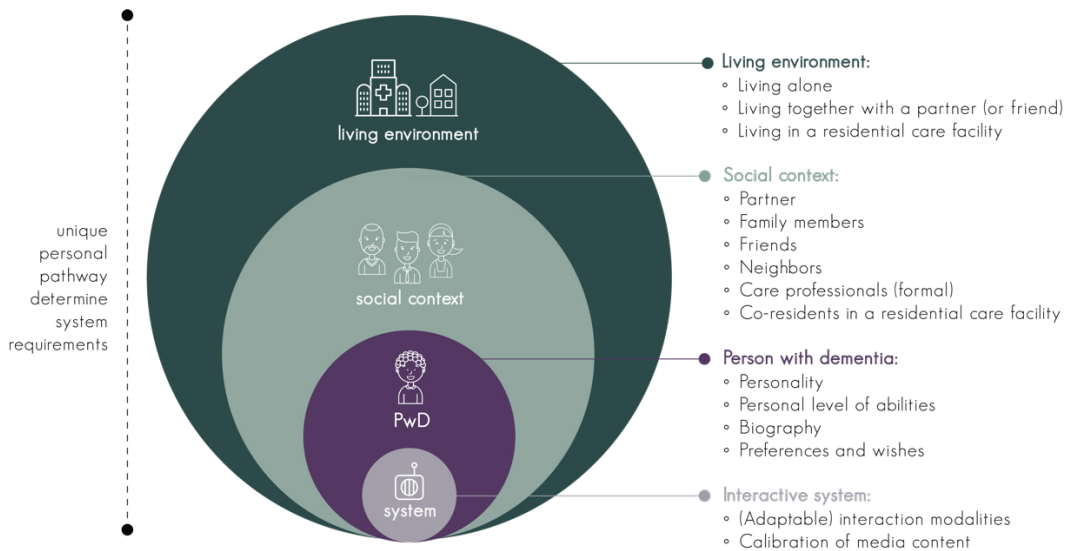 unique
personal
pathway
determine
system
requirements
living environment
social context
PwD
system
Living environment:
◦ Living alone
◦ Living together with a partner (or friend)
◦ Living in a residential care facility
Social context:
◦ Partner
◦ Family members
◦ Friends
◦ Neighbors
◦ Care professionals (formal)
◦ Co-residents in a residential care facility
Person with dementia:
◦ Personality
◦ Personal level of abilities
◦ Biography
◦ Preferences and wishes
Interactive system:
◦ (Adaptable) interaction modalities
◦ Calibration of media content